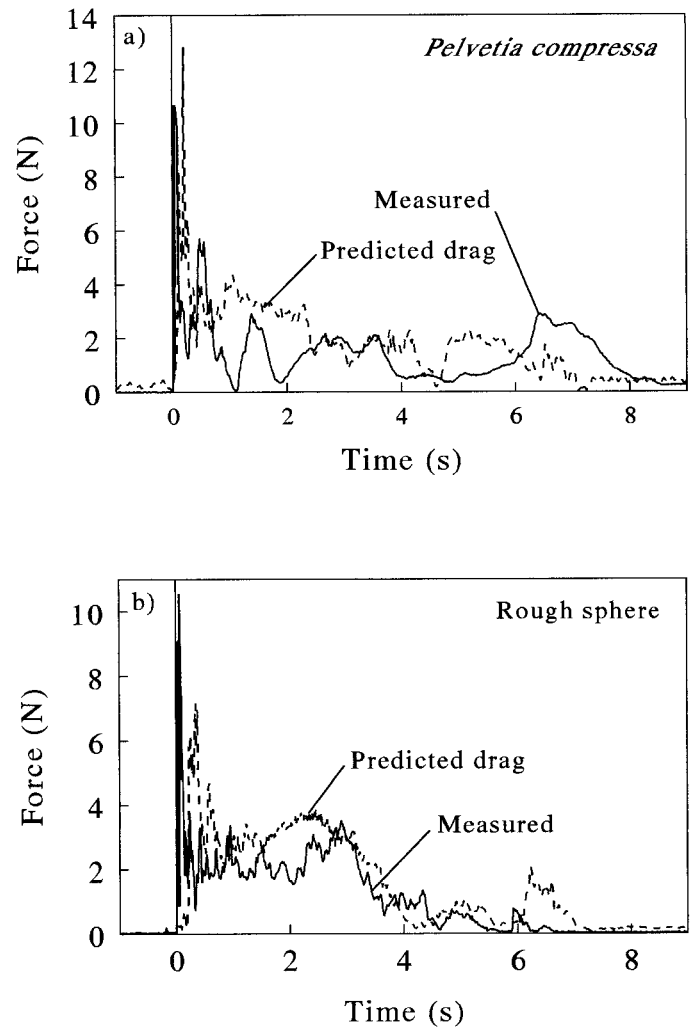 14
a)
Pelvetia compressa
12
10
8
6
4
2
0
Force (N)
Measured
Predicted drag
0
2
4
6
8
Time (s)
b)
Rough sphere
10
8
6
4
2
0
Force (N)
Predicted drag
Measured
0
2
4
6
8
Time (s)